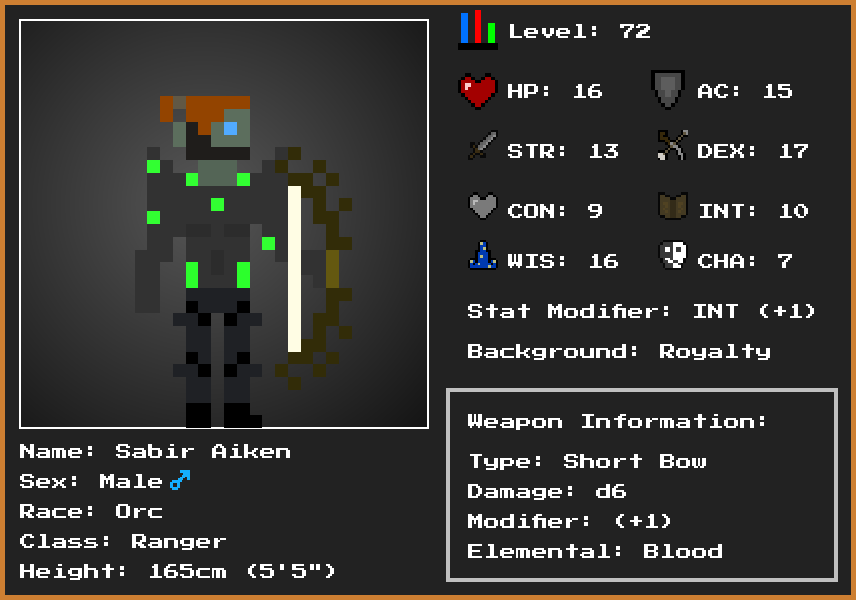 Level: 72
HP: 16 AC: 15
STR: 13 DEX: 17
CON: 9 INT: 10
WIS: 16 CHA: 7
Stat Modifier: INT (+1)
Background: Royalty
Weapon Information:
Type: Short Bow
Damage: d6
Modifier: (+1)
Elemental: Blood
Name: Sabir Aiken
Sex: Male ♂
Race: Orc
Class: Ranger
Height: 165cm (5'5")